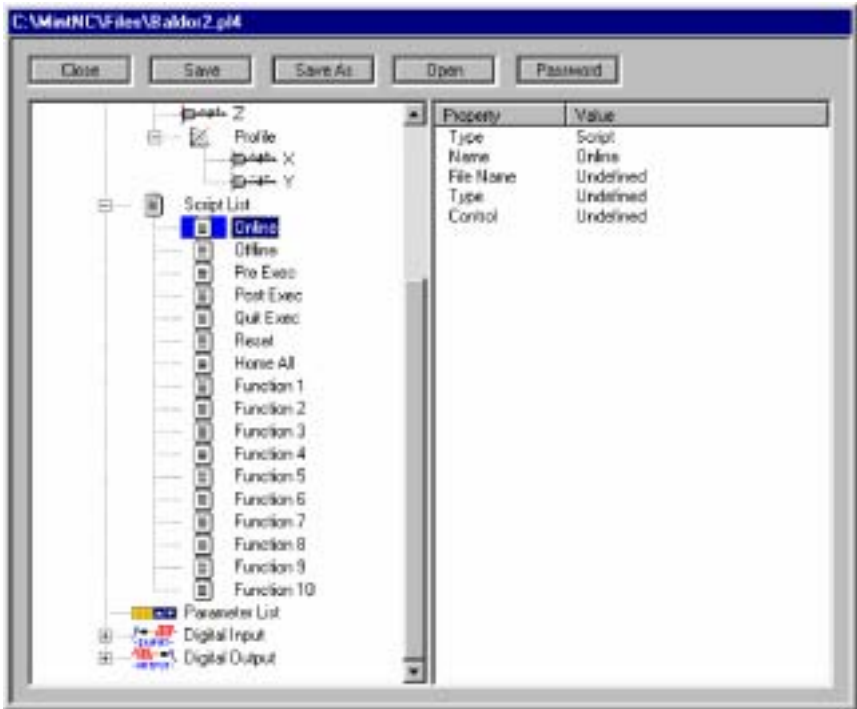 C:\MintNC\Files\Baldor2.pl4
Close Save Save As Open Password
Z
Profile
X
Y
Script List
Online
Offline
Pre Exec
Post Exec
Quit Exec
Reset
Home All
Function 1
Function 2
Function 3
Function 4
Function 5
Function 6
Function 7
Function 8
Function 9
Function 10
Parameter List
Digital Input
Digital Output
Property Value
Type Script
Name Online
File Name Undefined
Type Undefined
Control Undefined